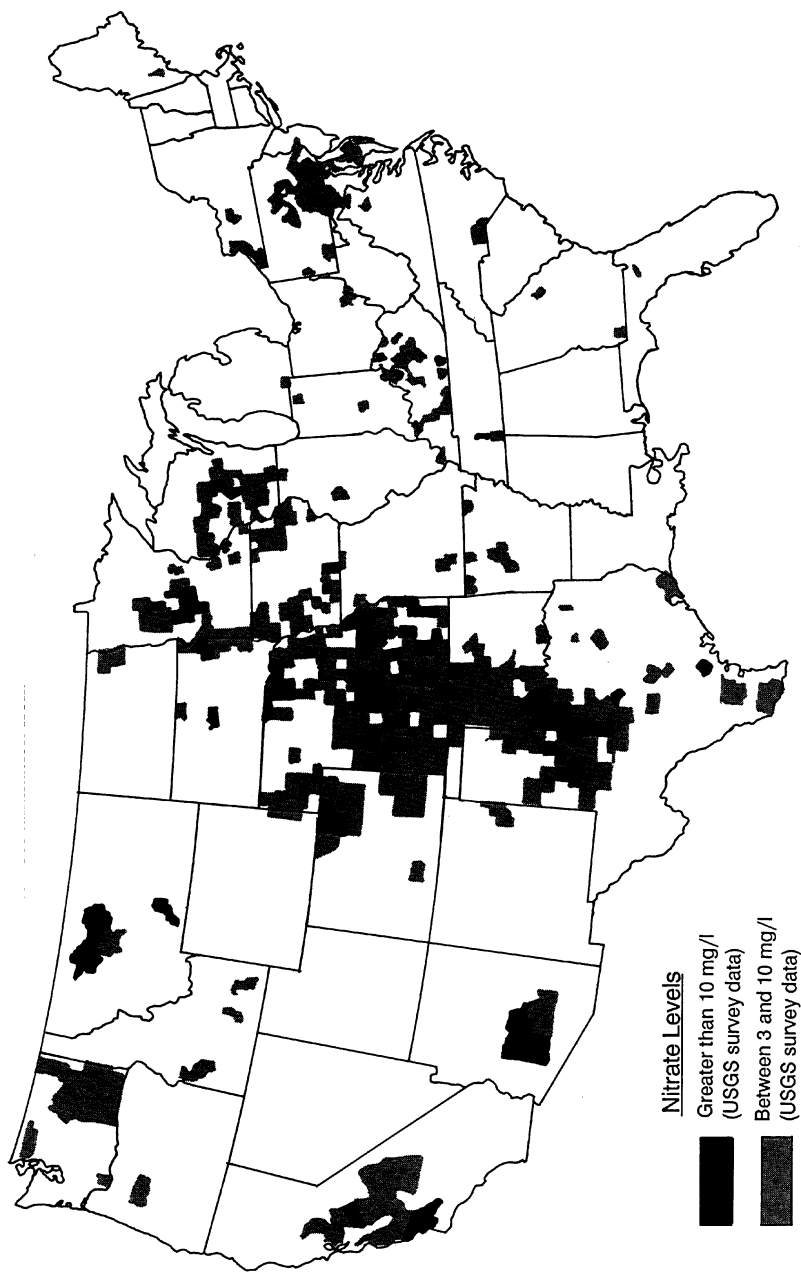 Nitrate Levels
Greater than 10 mg/l
(USGS survey data)
Between 3 and 10 mg/l
(USGS survey data)